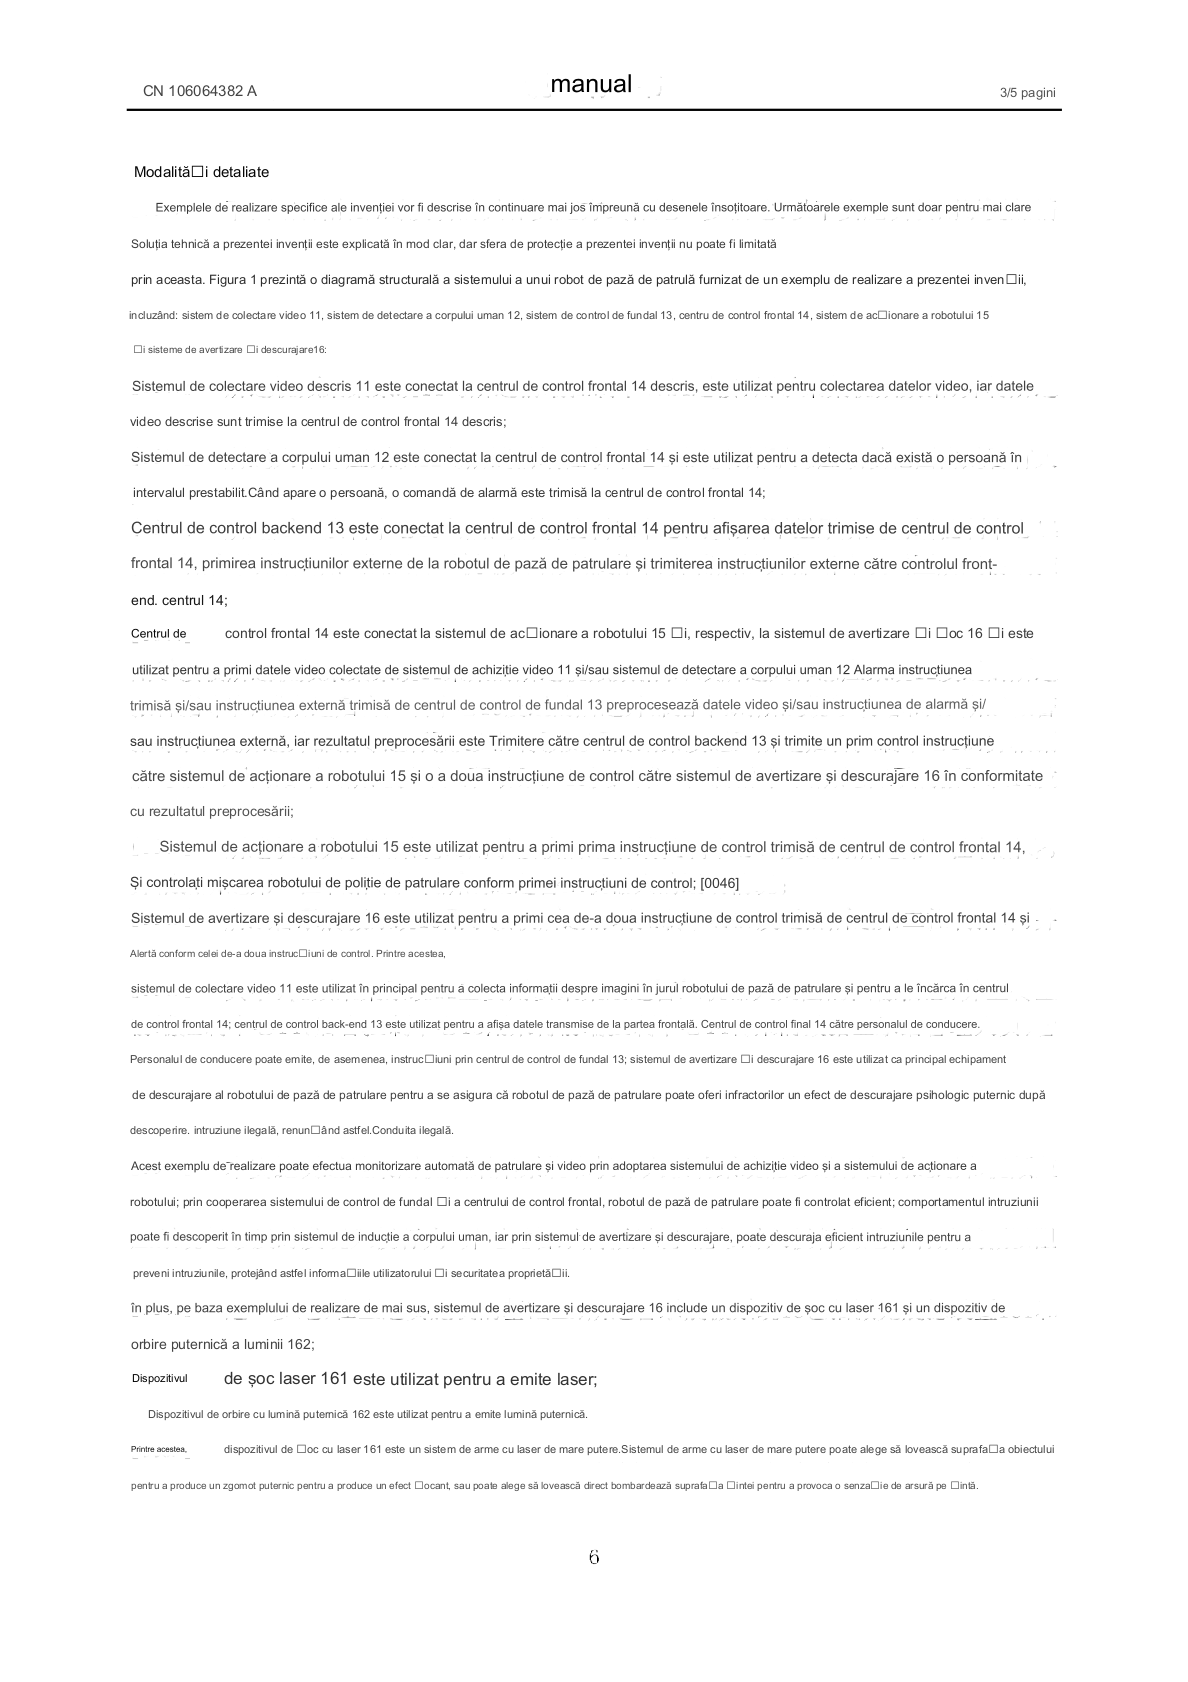 CN 106064382 A
manual
3/5 pagini
Modalită□i detaliate
Exemplele de realizare specifice ale invenției vor fi descrise în continuare mai jos împreună cu desenele însoțitoare. Următoarele exemple sunt doar pentru mai clare
Soluția tehnică a prezentei invenții este explicată în mod clar, dar sfera de protecție a prezentei invenții nu poate fi limitată
prin aceasta. Figura 1 prezintă o diagramă structurală a sistemului a unui robot de pază de patrulă furnizat de un exemplu de realizare a prezentei inven□ii,
incluzând: sistem de colectare video 11, sistem de detectare a corpului uman 12, sistem de control de fundal 13, centru de control frontal 14, sistem de ac□ionare a robotului 15
□i sisteme de avertizare □i descurajare16:
Sistemul de colectare video descris 11 este conectat la centrul de control frontal 14 descris, este utilizat pentru colectarea datelor video, iar datele
video descrise sunt trimise la centrul de control frontal 14 descris;
Sistemul de detectare a corpului uman 12 este conectat la centrul de control frontal 14 și este utilizat pentru a detecta dacă există o persoană în
intervalul prestabilit.Când apare o persoană, o comandă de alarmă este trimisă la centrul de control frontal 14;
Centrul de control backend 13 este conectat la centrul de control frontal 14 pentru afișarea datelor trimise de centrul de control
frontal 14, primirea instrucțiunilor externe de la robotul de pază de patrulare și trimiterea instrucțiunilor externe către controlul front-
end. centrul 14;
Centrul de control frontal 14 este conectat la sistemul de ac□ionare a robotului 15 □i, respectiv, la sistemul de avertizare □i □oc 16 □i este
utilizat pentru a primi datele video colectate de sistemul de achiziție video 11 și/sau sistemul de detectare a corpului uman 12 Alarma instrucțiunea
trimisă și/sau instrucțiunea externă trimisă de centrul de control de fundal 13 preprocesează datele video și/sau instrucțiunea de alarmă și/
sau instrucțiunea externă, iar rezultatul preprocesării este Trimitere către centrul de control backend 13 și trimite un prim control instrucțiune
către sistemul de acționare a robotului 15 și o a doua instrucțiune de control către sistemul de avertizare și descurajare 16 în conformitate
cu rezultatul preprocesării;
Sistemul de acționare a robotului 15 este utilizat pentru a primi prima instrucțiune de control trimisă de centrul de control frontal 14,
Și controlați mișcarea robotului de poliție de patrulare conform primei instrucțiuni de control; [0046]
Sistemul de avertizare și descurajare 16 este utilizat pentru a primi cea de-a doua instrucțiune de control trimisă de centrul de control frontal 14 și
Alertă conform celei de-a doua instruc□iuni de control. Printre acestea,
sistemul de colectare video 11 este utilizat în principal pentru a colecta informații despre imagini în jurul robotului de pază de patrulare și pentru a le încărca în centrul
de control frontal 14; centrul de control back-end 13 este utilizat pentru a afișa datele transmise de la partea frontală. Centrul de control final 14 către personalul de conducere.
Personalul de conducere poate emite, de asemenea, instruc□iuni prin centrul de control de fundal 13; sistemul de avertizare □i descurajare 16 este utilizat ca principal echipament
de descurajare al robotului de pază de patrulare pentru a se asigura că robotul de pază de patrulare poate oferi infractorilor un efect de descurajare psihologic puternic după
descoperire. intruziune ilegală, renun□ând astfel.Conduita ilegală.
Acest exemplu de realizare poate efectua monitorizare automată de patrulare și video prin adoptarea sistemului de achiziție video și a sistemului de acționare a
robotului; prin cooperarea sistemului de control de fundal □i a centrului de control frontal, robotul de pază de patrulare poate fi controlat eficient; comportamentul intruziunii
poate fi descoperit în timp prin sistemul de inducție a corpului uman, iar prin sistemul de avertizare și descurajare, poate descuraja eficient intruziunile pentru a
preveni intruziunile, protejând astfel informa□iile utilizatorului □i securitatea proprietă□ii.
în plus, pe baza exemplului de realizare de mai sus, sistemul de avertizare și descurajare 16 include un dispozitiv de șoc cu laser 161 și un dispozitiv de
orbire puternică a luminii 162;
Dispozitivul de șoc laser 161 este utilizat pentru a emite laser;
Dispozitivul de orbire cu lumină puternică 162 este utilizat pentru a emite lumină puternică.
Printre acestea, dispozitivul de □oc cu laser 161 este un sistem de arme cu laser de mare putere.Sistemul de arme cu laser de mare putere poate alege să lovească suprafa□a obiectului
pentru a produce un zgomot puternic pentru a produce un efect □ocant, sau poate alege să lovească direct bombardează suprafa□a □intei pentru a provoca o senza□ie de arsură pe □intă.
6